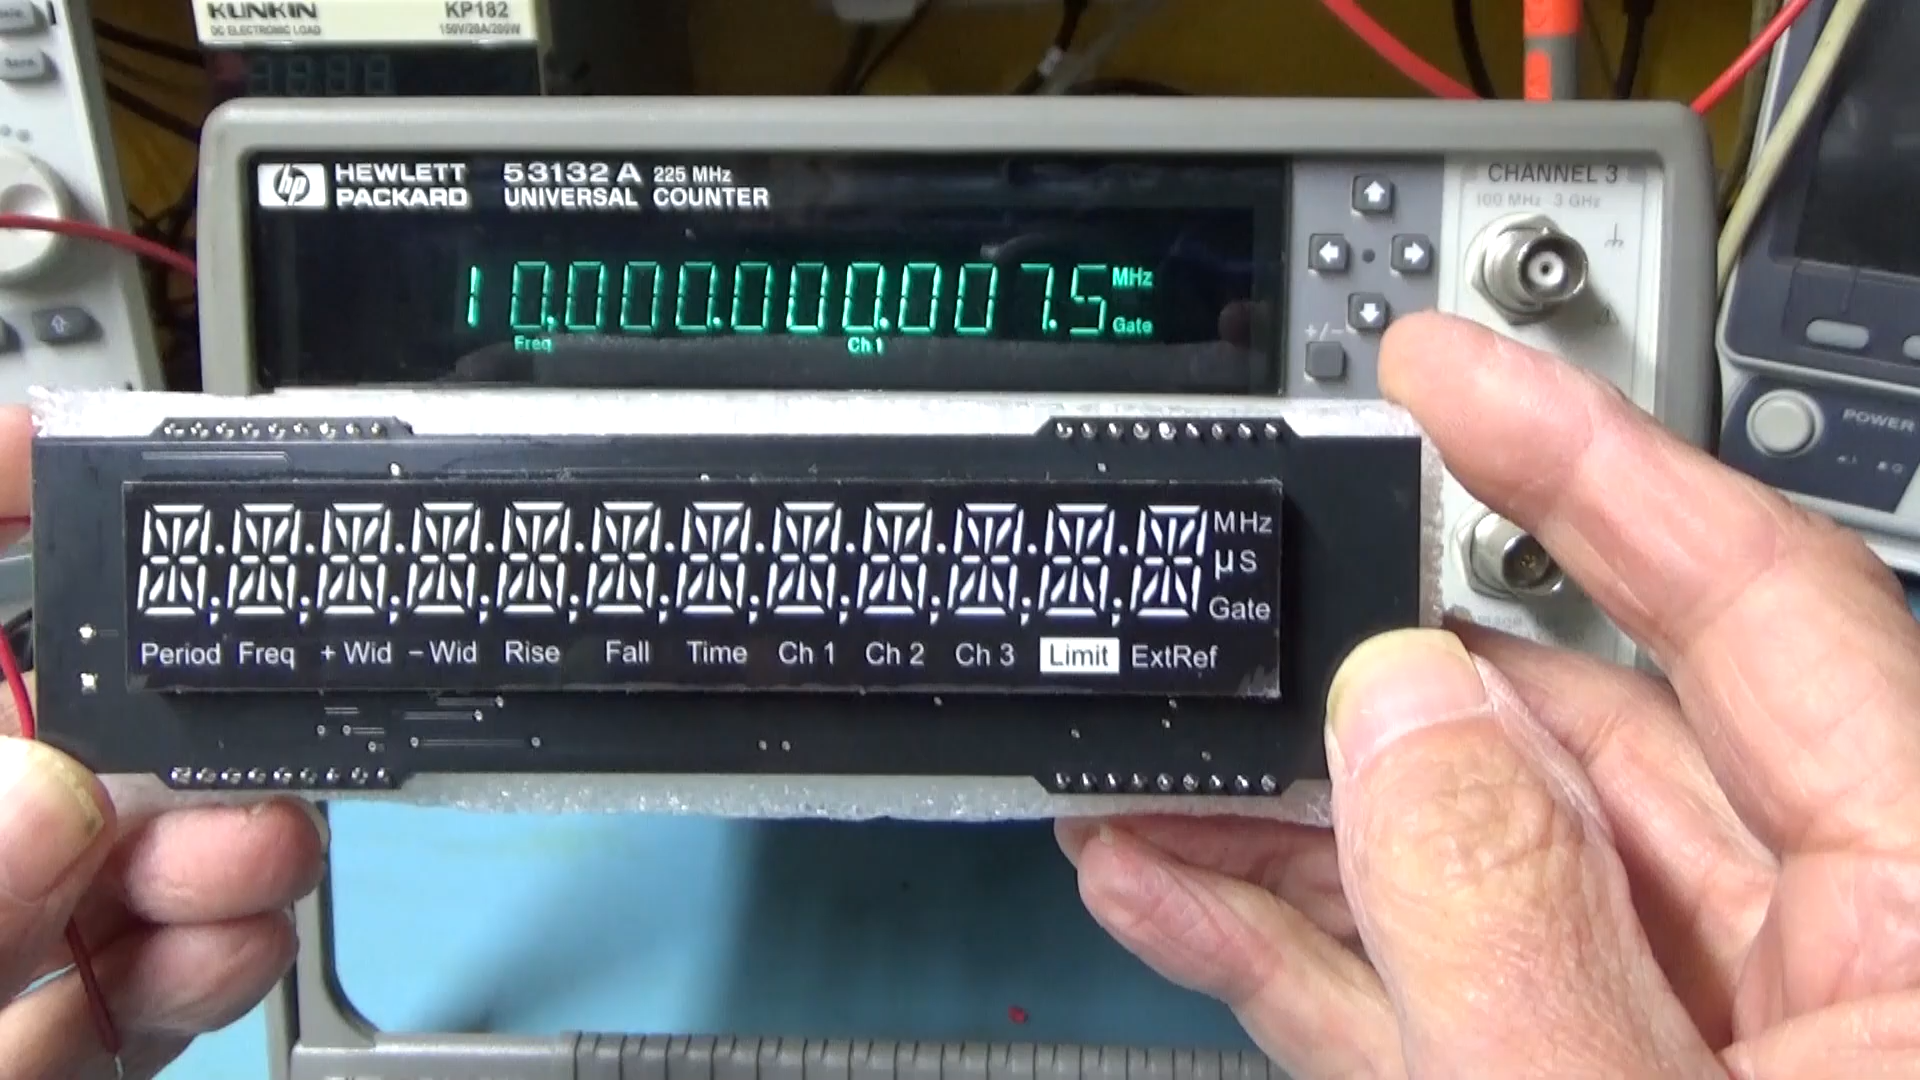 KUNKIN KP182
DC ELECTRONIC LOAD 150V/20A/200W
hp HEWLETT PACKARD
53132A 225 MHz
UNIVERSAL COUNTER
CHANNEL 3
100 MHz - 3 GHz
10,000.000,007.5 MHz
Gate
Freq Ch 1
+/-
POWER
MHz
µs
Gate
Period Freq + Wid - Wid Rise Fall Time Ch 1 Ch 2 Ch 3 Limit ExtRef